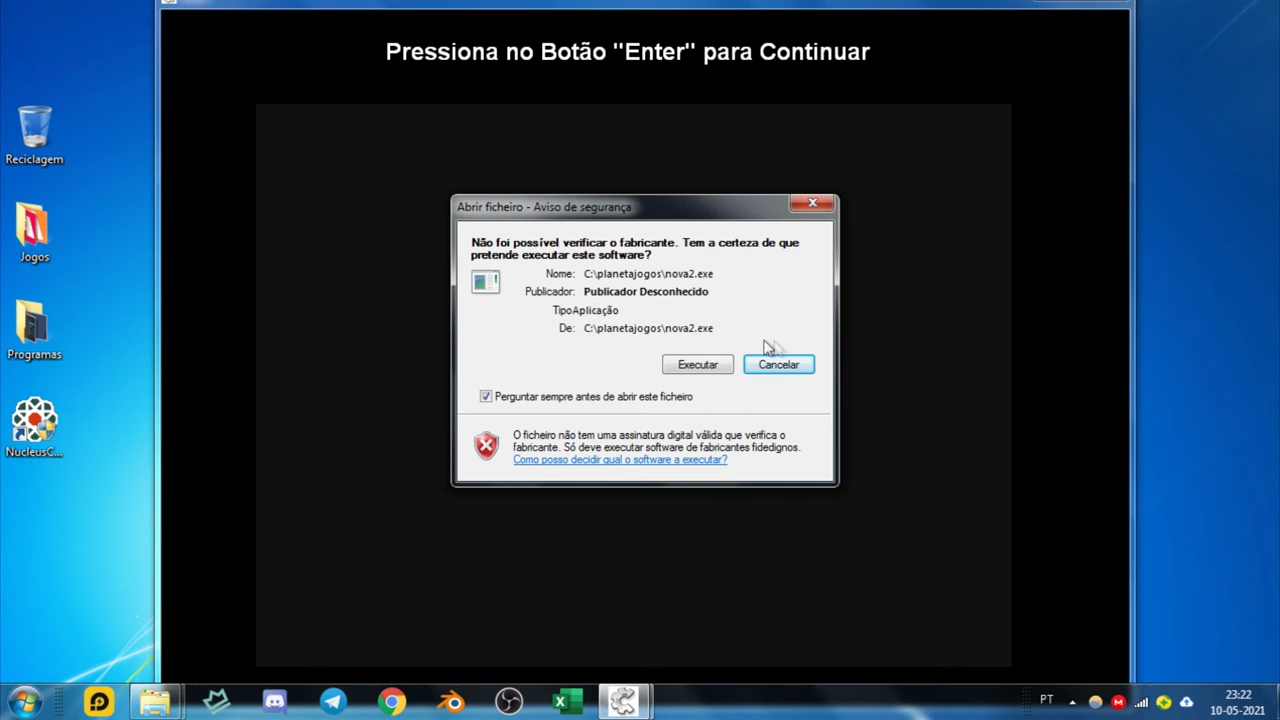 Pressiona no Botão "Enter" para Continuar
Reciclagem
Jogos
Programas
NucleusC...
Abrir ficheiro - Aviso de segurança
Não foi possível verificar o fabricante. Tem a certeza de que
pretende executar este software?
Nome: C:\planetajogos\nova2.exe
Publicador: Publicador Desconhecido
TipoAplicação
De: C:\planetajogos\nova2.exe
Executar
Cancelar
Perguntar sempre antes de abrir este ficheiro
O ficheiro não tem uma assinatura digital válida que verifica o
fabricante. Só deve executar software de fabricantes fidedignos.
Como posso decidir qual o software a executar?
PT
23:22
10-05-2021